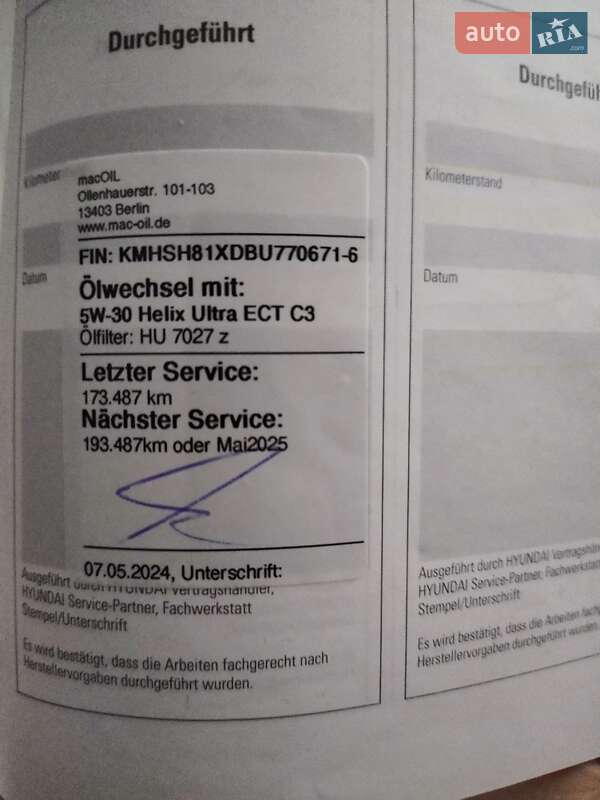 auto RIA .com
Durchgeführt
Kilometer
macOIL
Ollenhauerstr. 101-103
13403 Berlin
www.mac-oil.de
FIN: KMHSH81XDBU770671-6
Datum
Ölwechsel mit:
5W-30 Helix Ultra ECT C3
Ölfilter: HU 7027 z
Letzter Service:
173.487 km
Nächster Service:
193.487km oder Mai2025
07.05.2024, Unterschrift:
Ausgeführt durch HYUNDAI Vertragshändler,
HYUNDAI Service-Partner, Fachwerkstatt
Stempel/Unterschrift
Es wird bestätigt, dass die Arbeiten fachgerecht nach
Herstellervorgaben durchgeführt wurden.
Durchgefüh
Kilometerstand
Datum
Ausgeführt durch HYUNDAI Vertragshän
HYUNDAI Service-Partner, Fachwerksta
Stempel/Unterschrift
Es wird bestätigt, dass die Arbeiten f
Herstellervorgaben durchgeführt wurden.